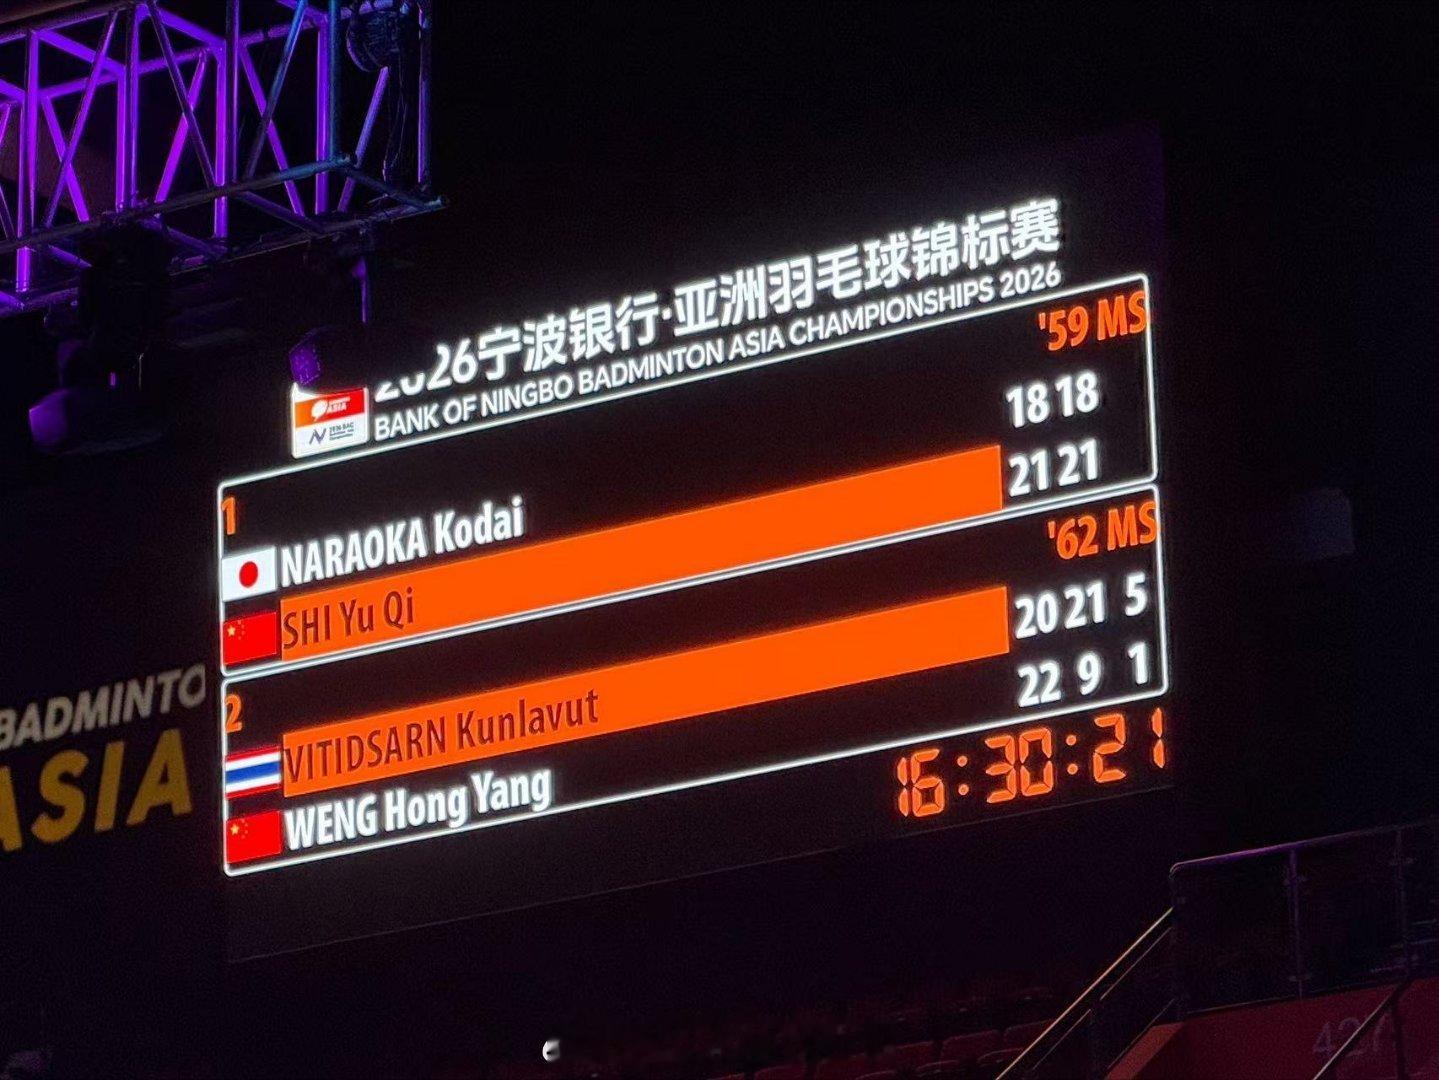 2026宁波银行·亚洲羽毛球锦标赛
BANK OF NINGBO BADMINTON ASIA CHAMPIONSHIPS 2026
ASIA
1
'59 MS
NARAOKA Kodai 18 18
SHI Yu Qi 21 21
2
'62 MS
VITIDSARN Kunlavut 20 21 5
WENG Hong Yang 22 9 1
16:30:21
BADMINTO
ASIA
427